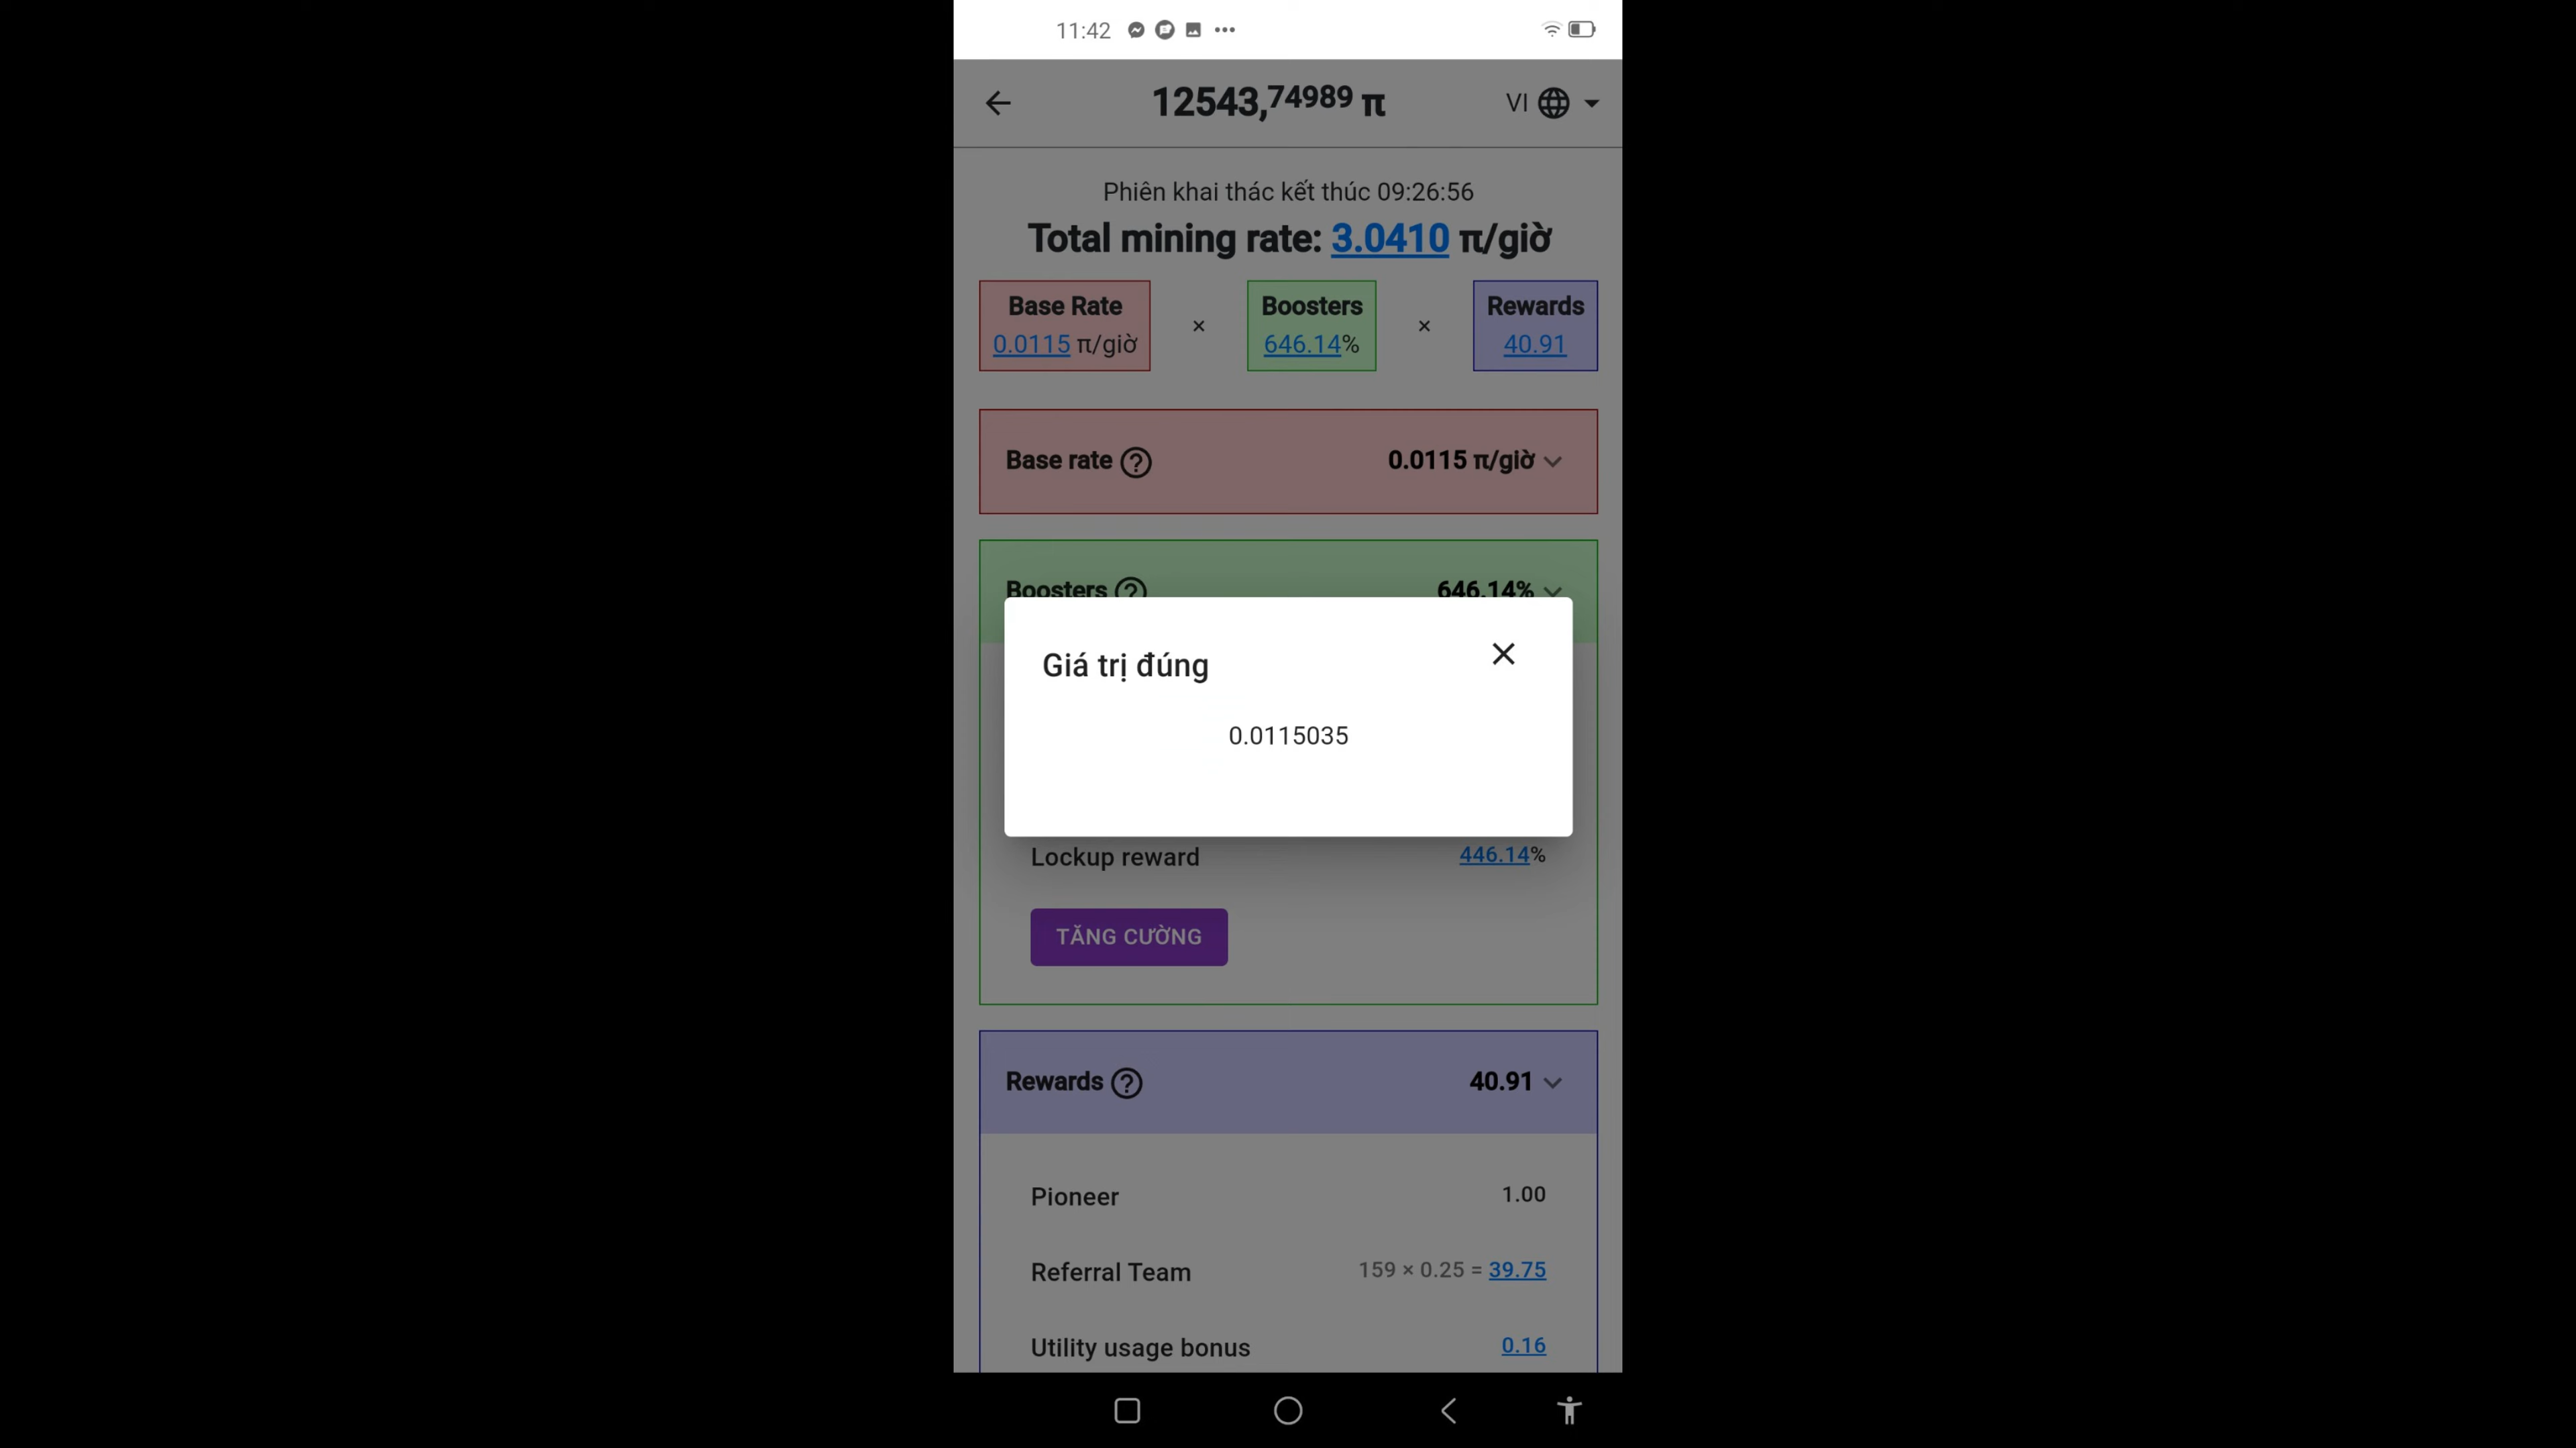 11:42
12543,74989 π
VI
Phiên khai thác kết thúc 09:26:56
Total mining rate: 3.0410 π/giờ
Base Rate
0.0115 π/giờ
×
Boosters
646.14%
×
Rewards
40.91
Base rate ? 0.0115 π/giờ
Boosters ? 646.14%
Giá trị đúng
0.0115035
Lockup reward 446.14%
TĂNG CƯỜNG
Rewards ? 40.91
Pioneer 1.00
Referral Team 159 × 0.25 = 39.75
Utility usage bonus 0.16